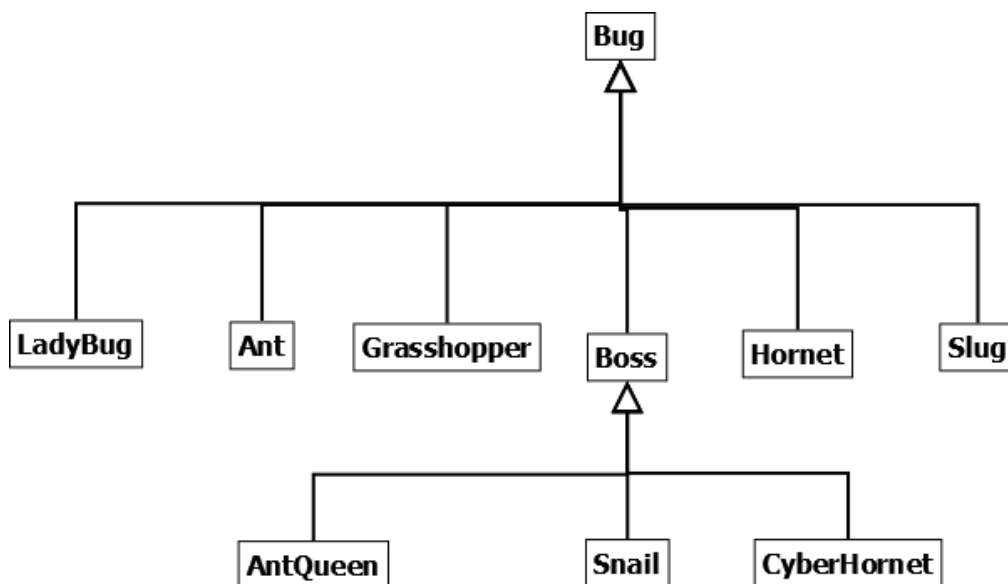 Bug
LadyBug
Ant
Grasshopper
Boss
Hornet
Slug
AntQueen
Snail
CyberHornet